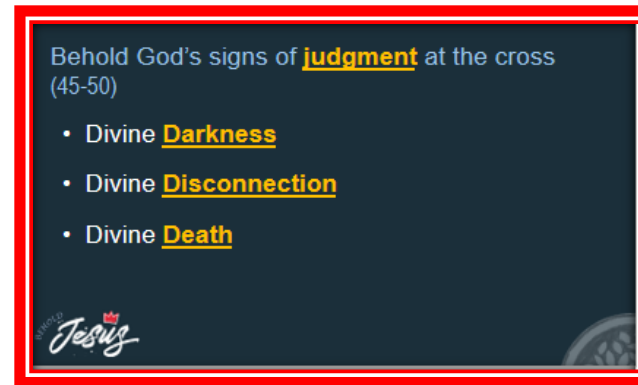 Behold God's signs of judgment at the cross
(45-50)
• Divine Darkness
• Divine Disconnection
• Divine Death
BEHOLD
Jesus